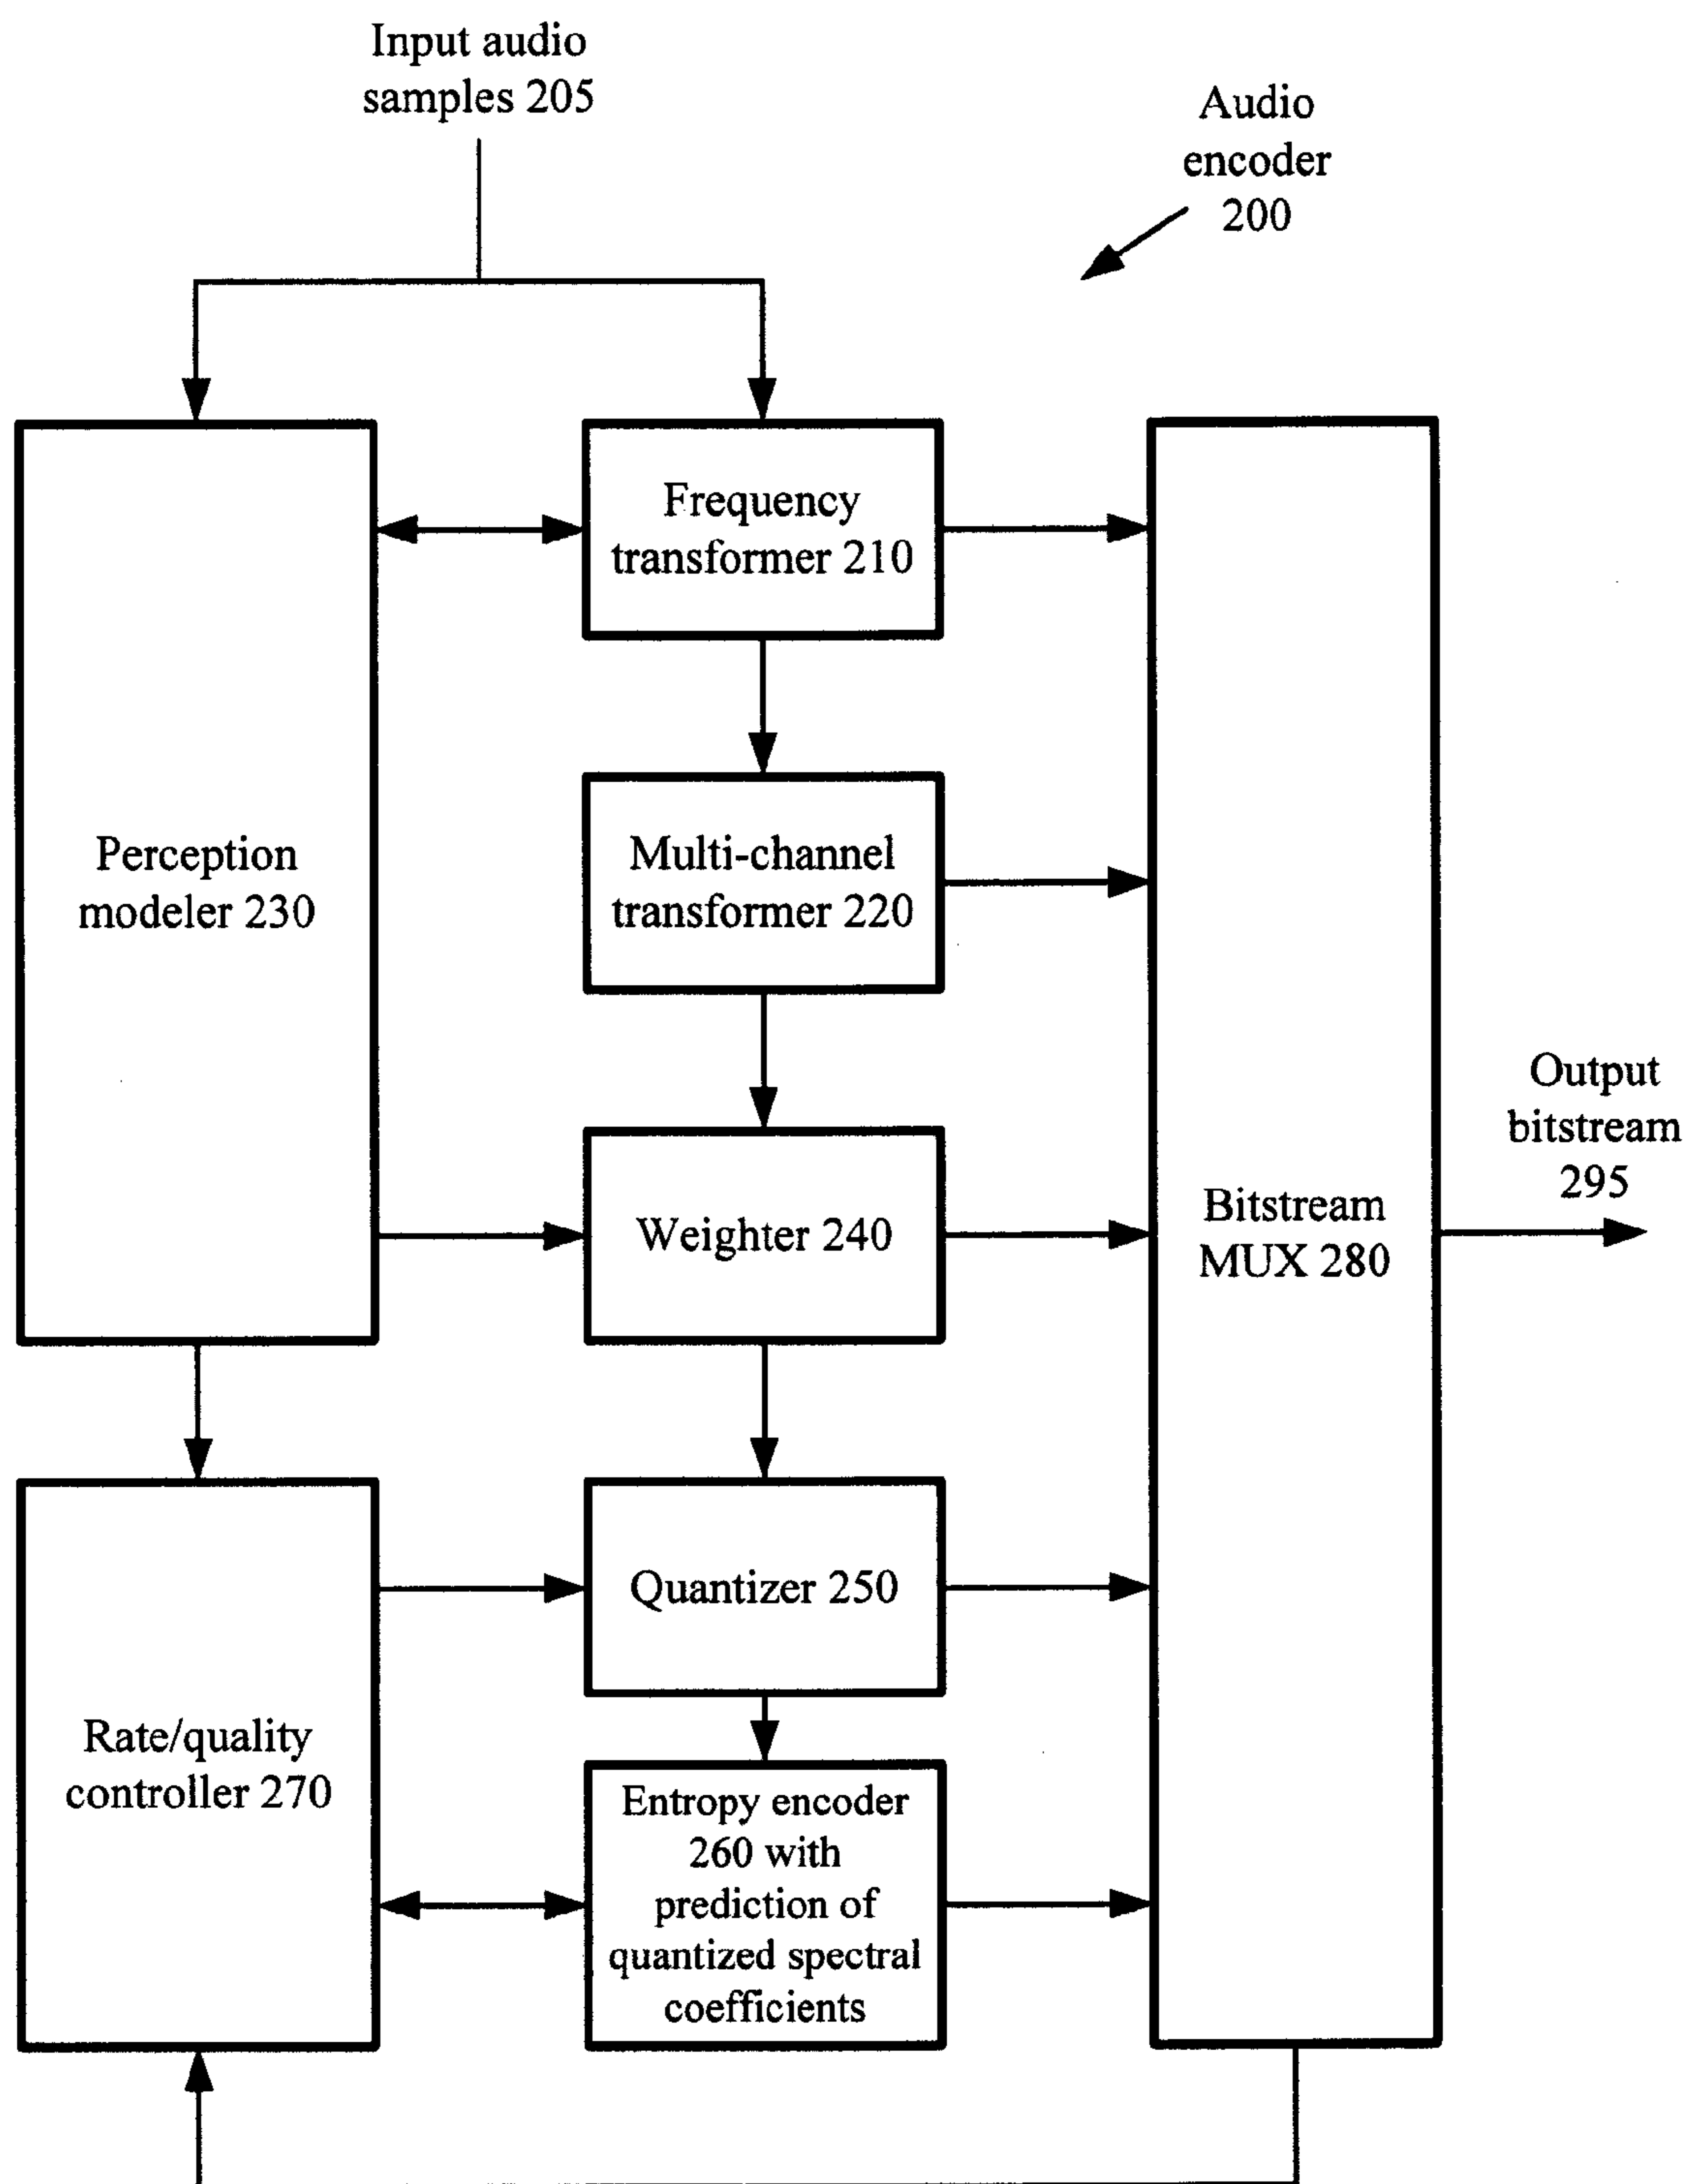 Input audio
samples 205
Audio
encoder
200
Frequency
transformer 210
Perception
modeler 230
Multi-channel
transformer 220
Weighter 240
Bitstream
MUX 280
Output
bitstream
295
Quantizer 250
Rate/quality
controller 270
Entropy encoder
260 with
prediction of
quantized spectral
coefficients